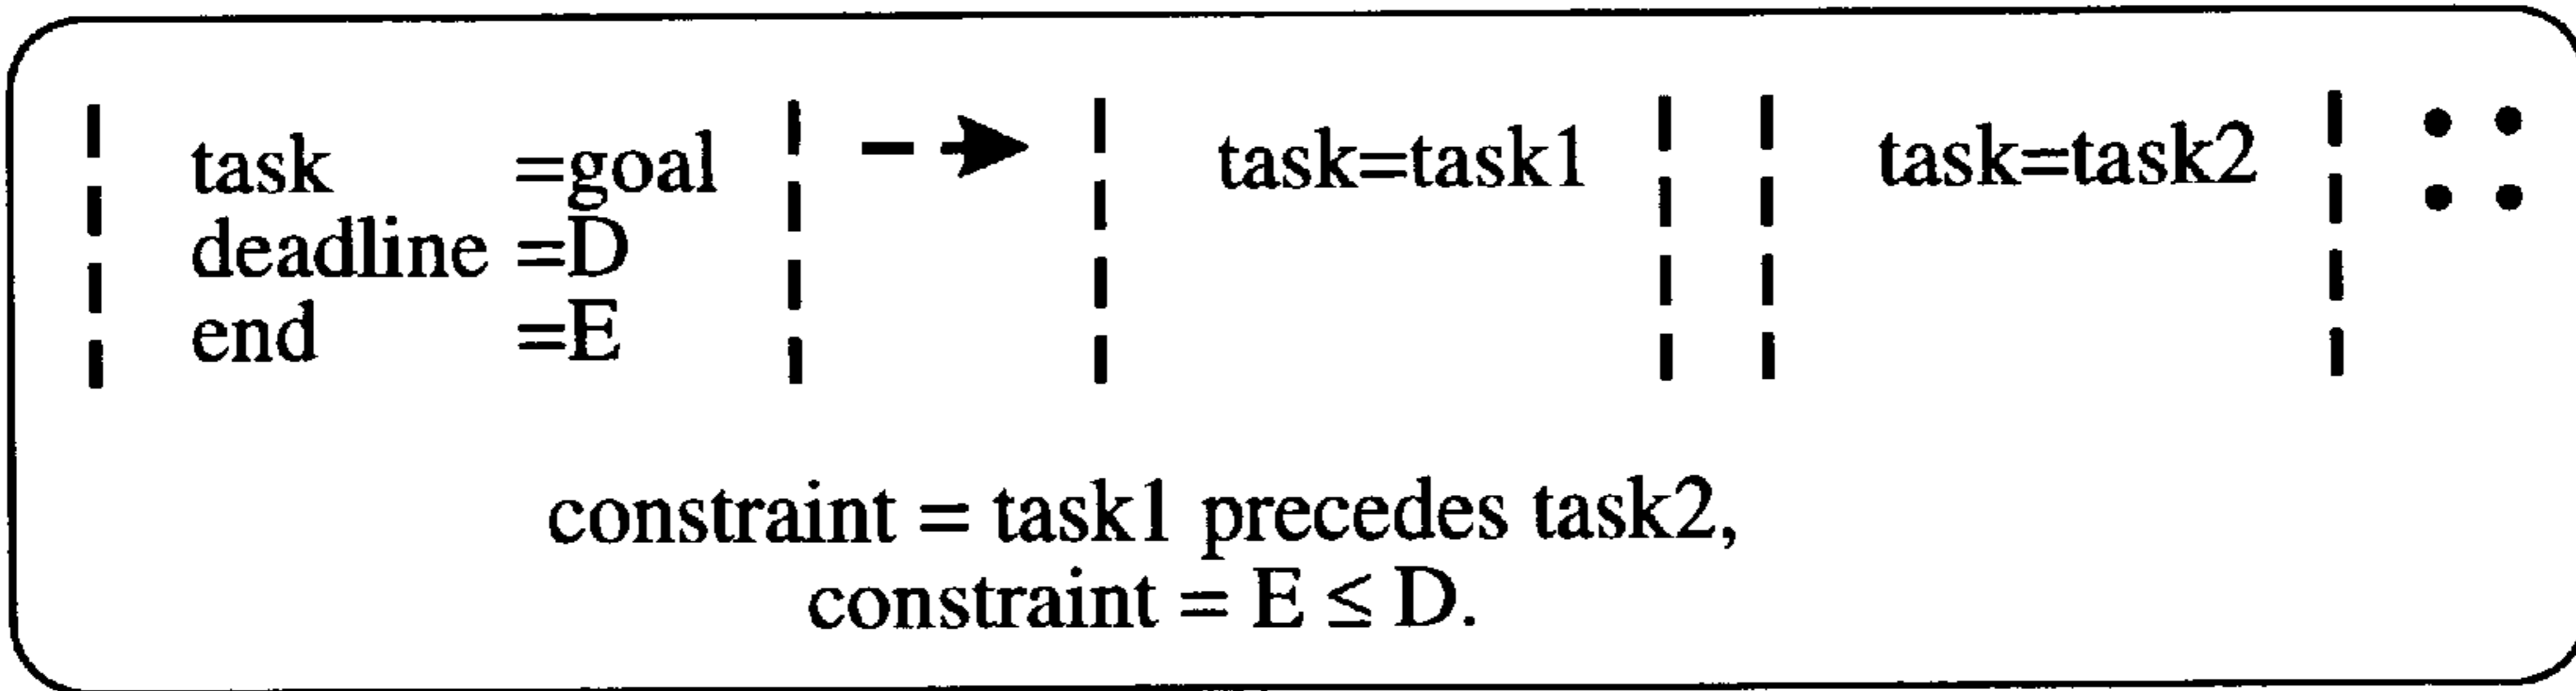 task =goal task=task1 task=task2
deadline =D
end =E
constraint = task1 precedes task2,
constraint = E ≤ D.